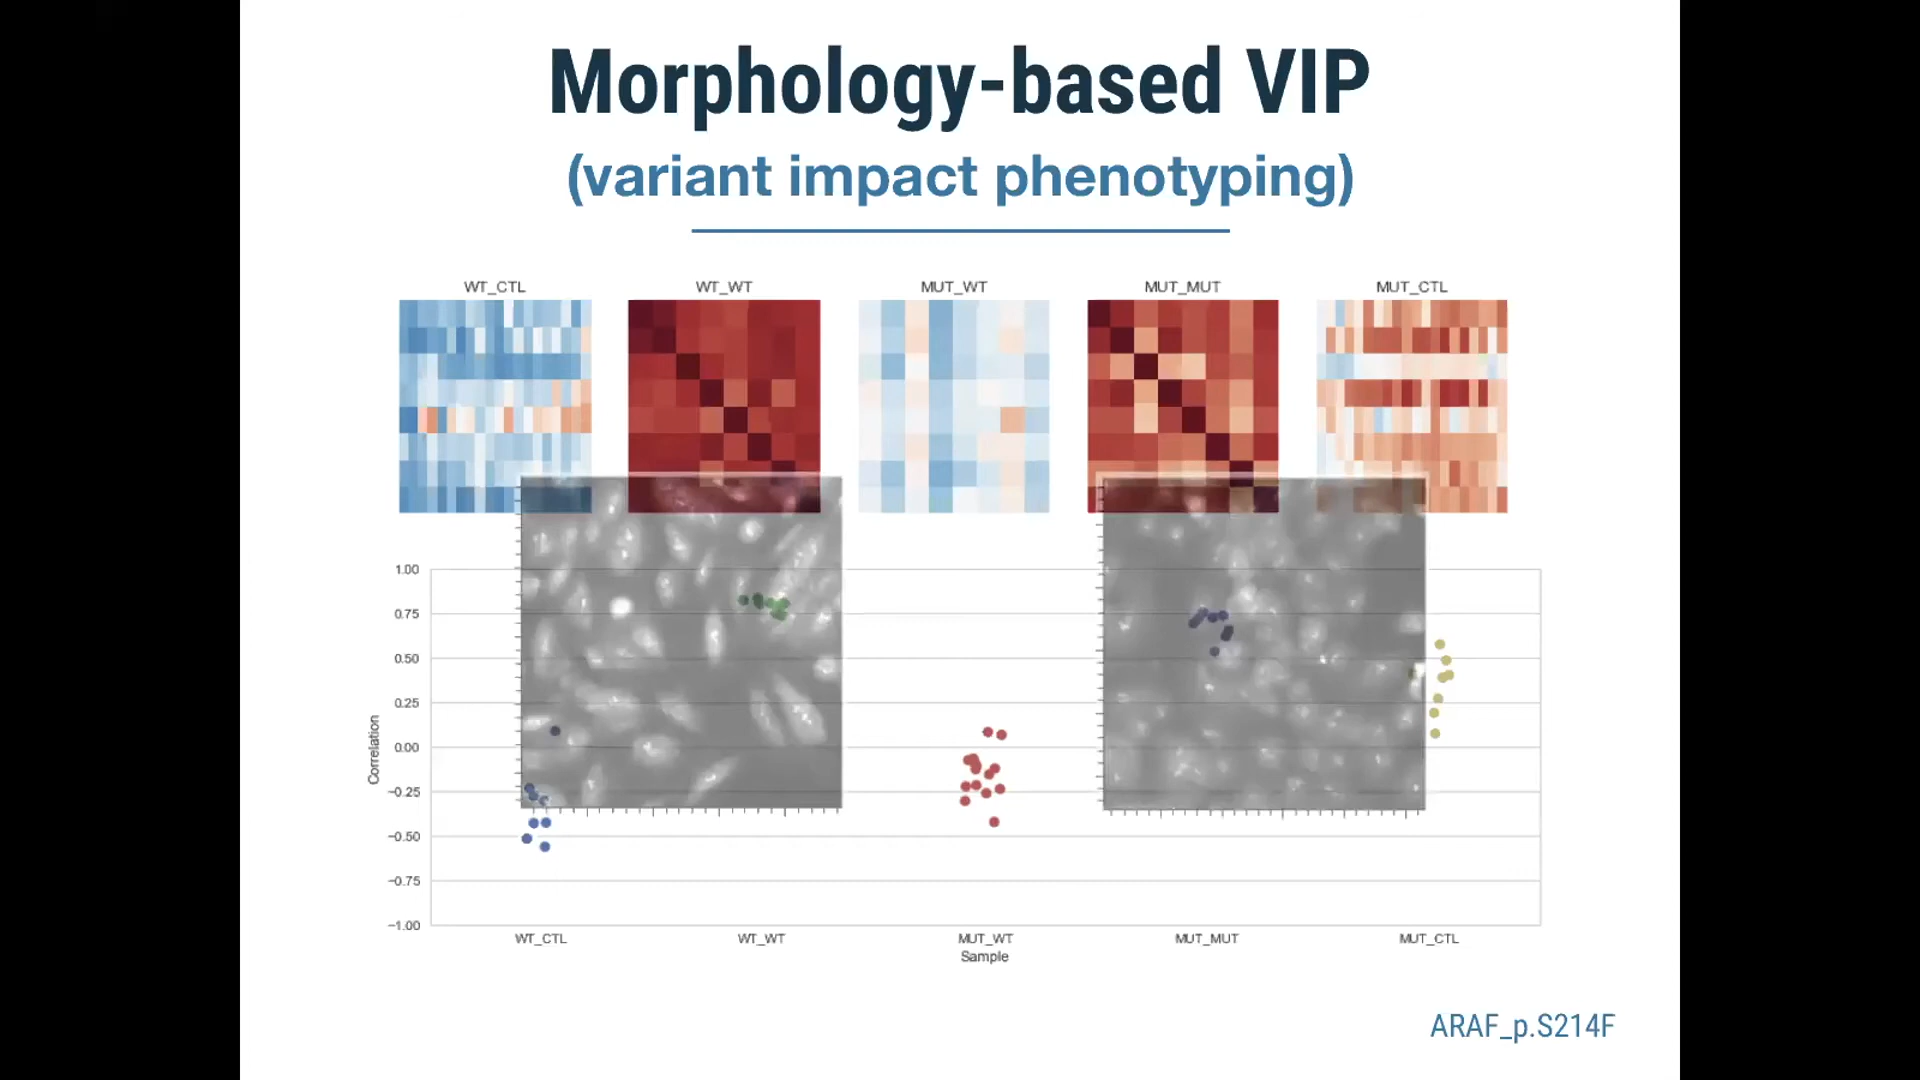 Morphology-based VIP
(variant impact phenotyping)
WT_CTL
WT_WT
MUT_WT
MUT_MUT
MUT_CTL
1.00
0.75
0.50
0.25
0.00
−0.25
−0.50
−0.75
−1.00
Correlation
WT_CTL
WT_WT
MUT_WT
MUT_MUT
MUT_CTL
Sample
ARAF_p.S214F